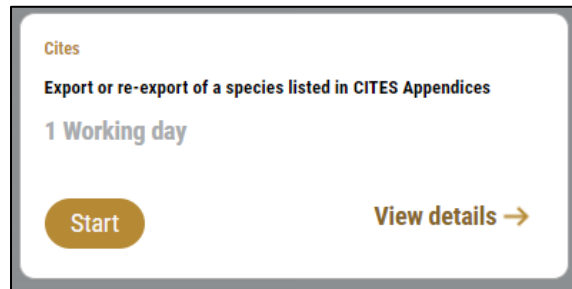 Cites
Export or re-export of a species listed in CITES Appendices
1 Working day
Start
View details →